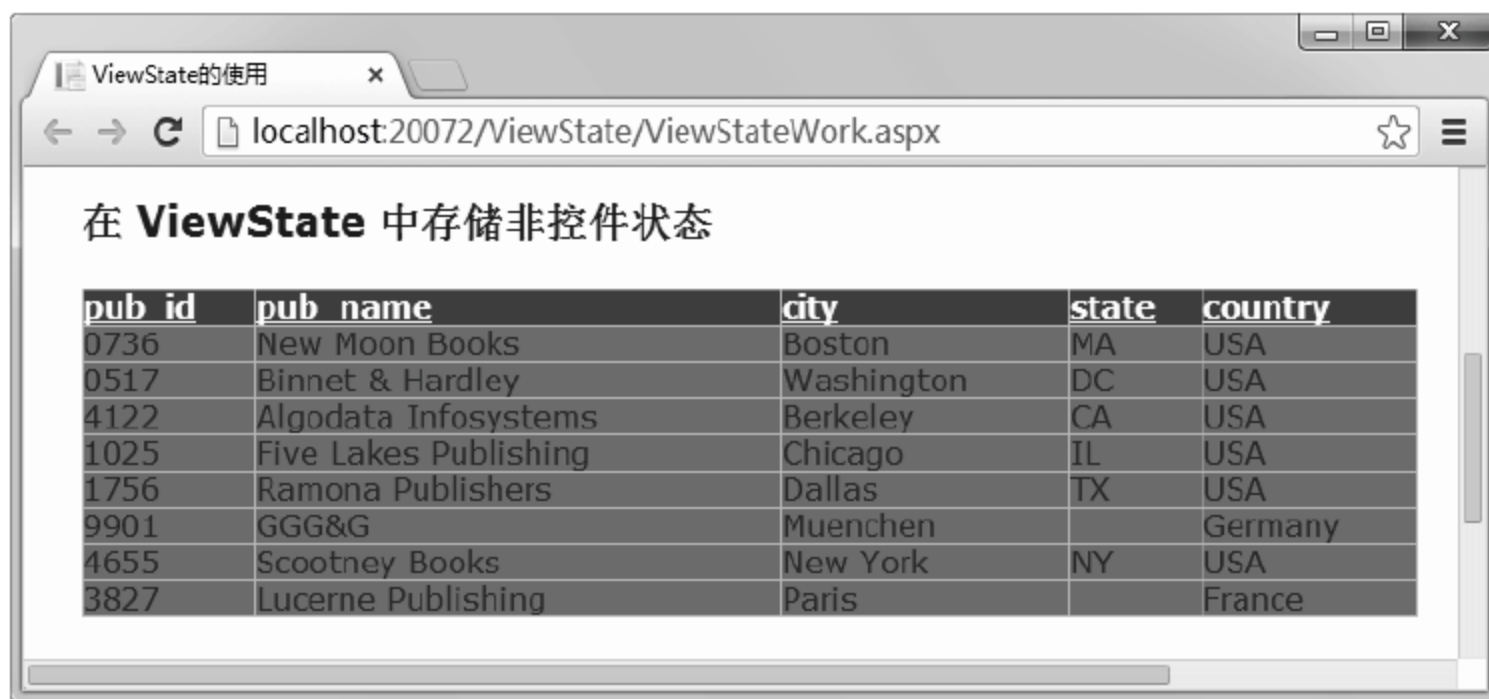 ViewState的使用
localhost:20072/ViewState/ViewStateWork.aspx
在 ViewState 中存储非控件状态
pub_id pub_name city state country
0736 New Moon Books Boston MA USA
0517 Binnet & Hardley Washington DC USA
4122 Algodata Infosystems Berkeley CA USA
1025 Five Lakes Publishing Chicago IL USA
1756 Ramona Publishers Dallas TX USA
9901 GGG&G Muenchen Germany
4655 Scootney Books New York NY USA
3827 Lucerne Publishing Paris France